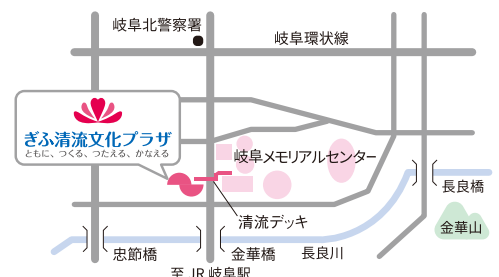 岐阜北警察署
岐阜環状線
ぎふ清流文化プラザ
ともに、つくる、つたえる、かなえる
岐阜メモリアルセンター
長良橋
清流デッキ
金華山
忠節橋
金華橋
長良川
至 JR岐阜駅